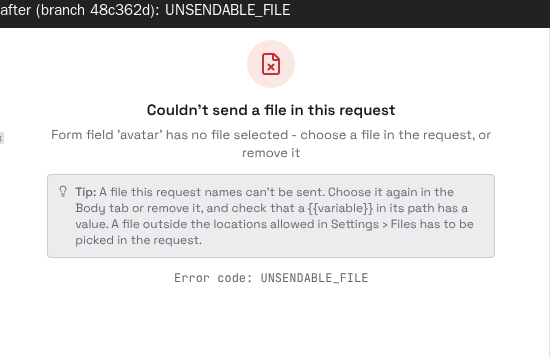 after (branch 48c362d): UNSENDABLE_FILE
Couldn't send a file in this request
Form field 'avatar' has no file selected - choose a file in the request, or
remove it
Tip: A file this request names can't be sent. Choose it again in the
Body tab or remove it, and check that a {{variable}} in its path has a
value. A file outside the locations allowed in Settings > Files has to be
picked in the request.
Error code: UNSENDABLE_FILE